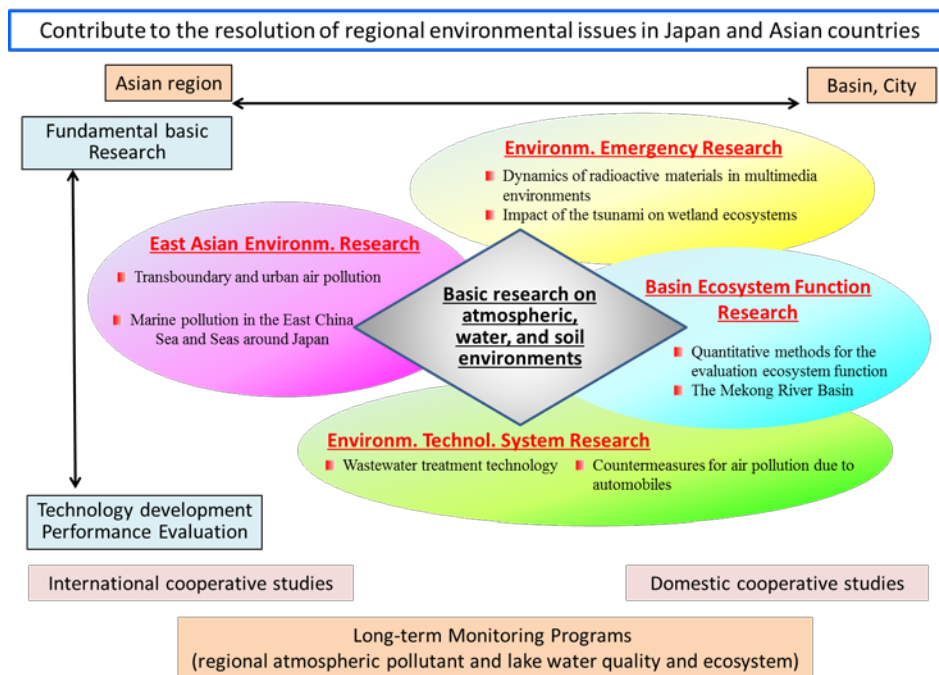 Contribute to the resolution of regional environmental issues in Japan and Asian countries
Asian region
Basin, City
Fundamental basic
Research
Environm. Emergency Research
Dynamics of radioactive materials in multimedia
environments
Impact of the tsunami on wetland ecosystems
East Asian Environm. Research
Transboundary and urban air pollution
Marine pollution in the East China
Sea and Seas around Japan
Basic research on
atmospheric,
water, and soil
environments
Basin Ecosystem Function
Research
Quantitative methods for the
evaluation ecosystem function
The Mekong River Basin
Environm. Technol. System Research
Wastewater treatment technology
Countermeasures for air pollution due to
automobiles
Technology development
Performance Evaluation
International cooperative studies
Domestic cooperative studies
Long-term Monitoring Programs
(regional atmospheric pollutant and lake water quality and ecosystem)